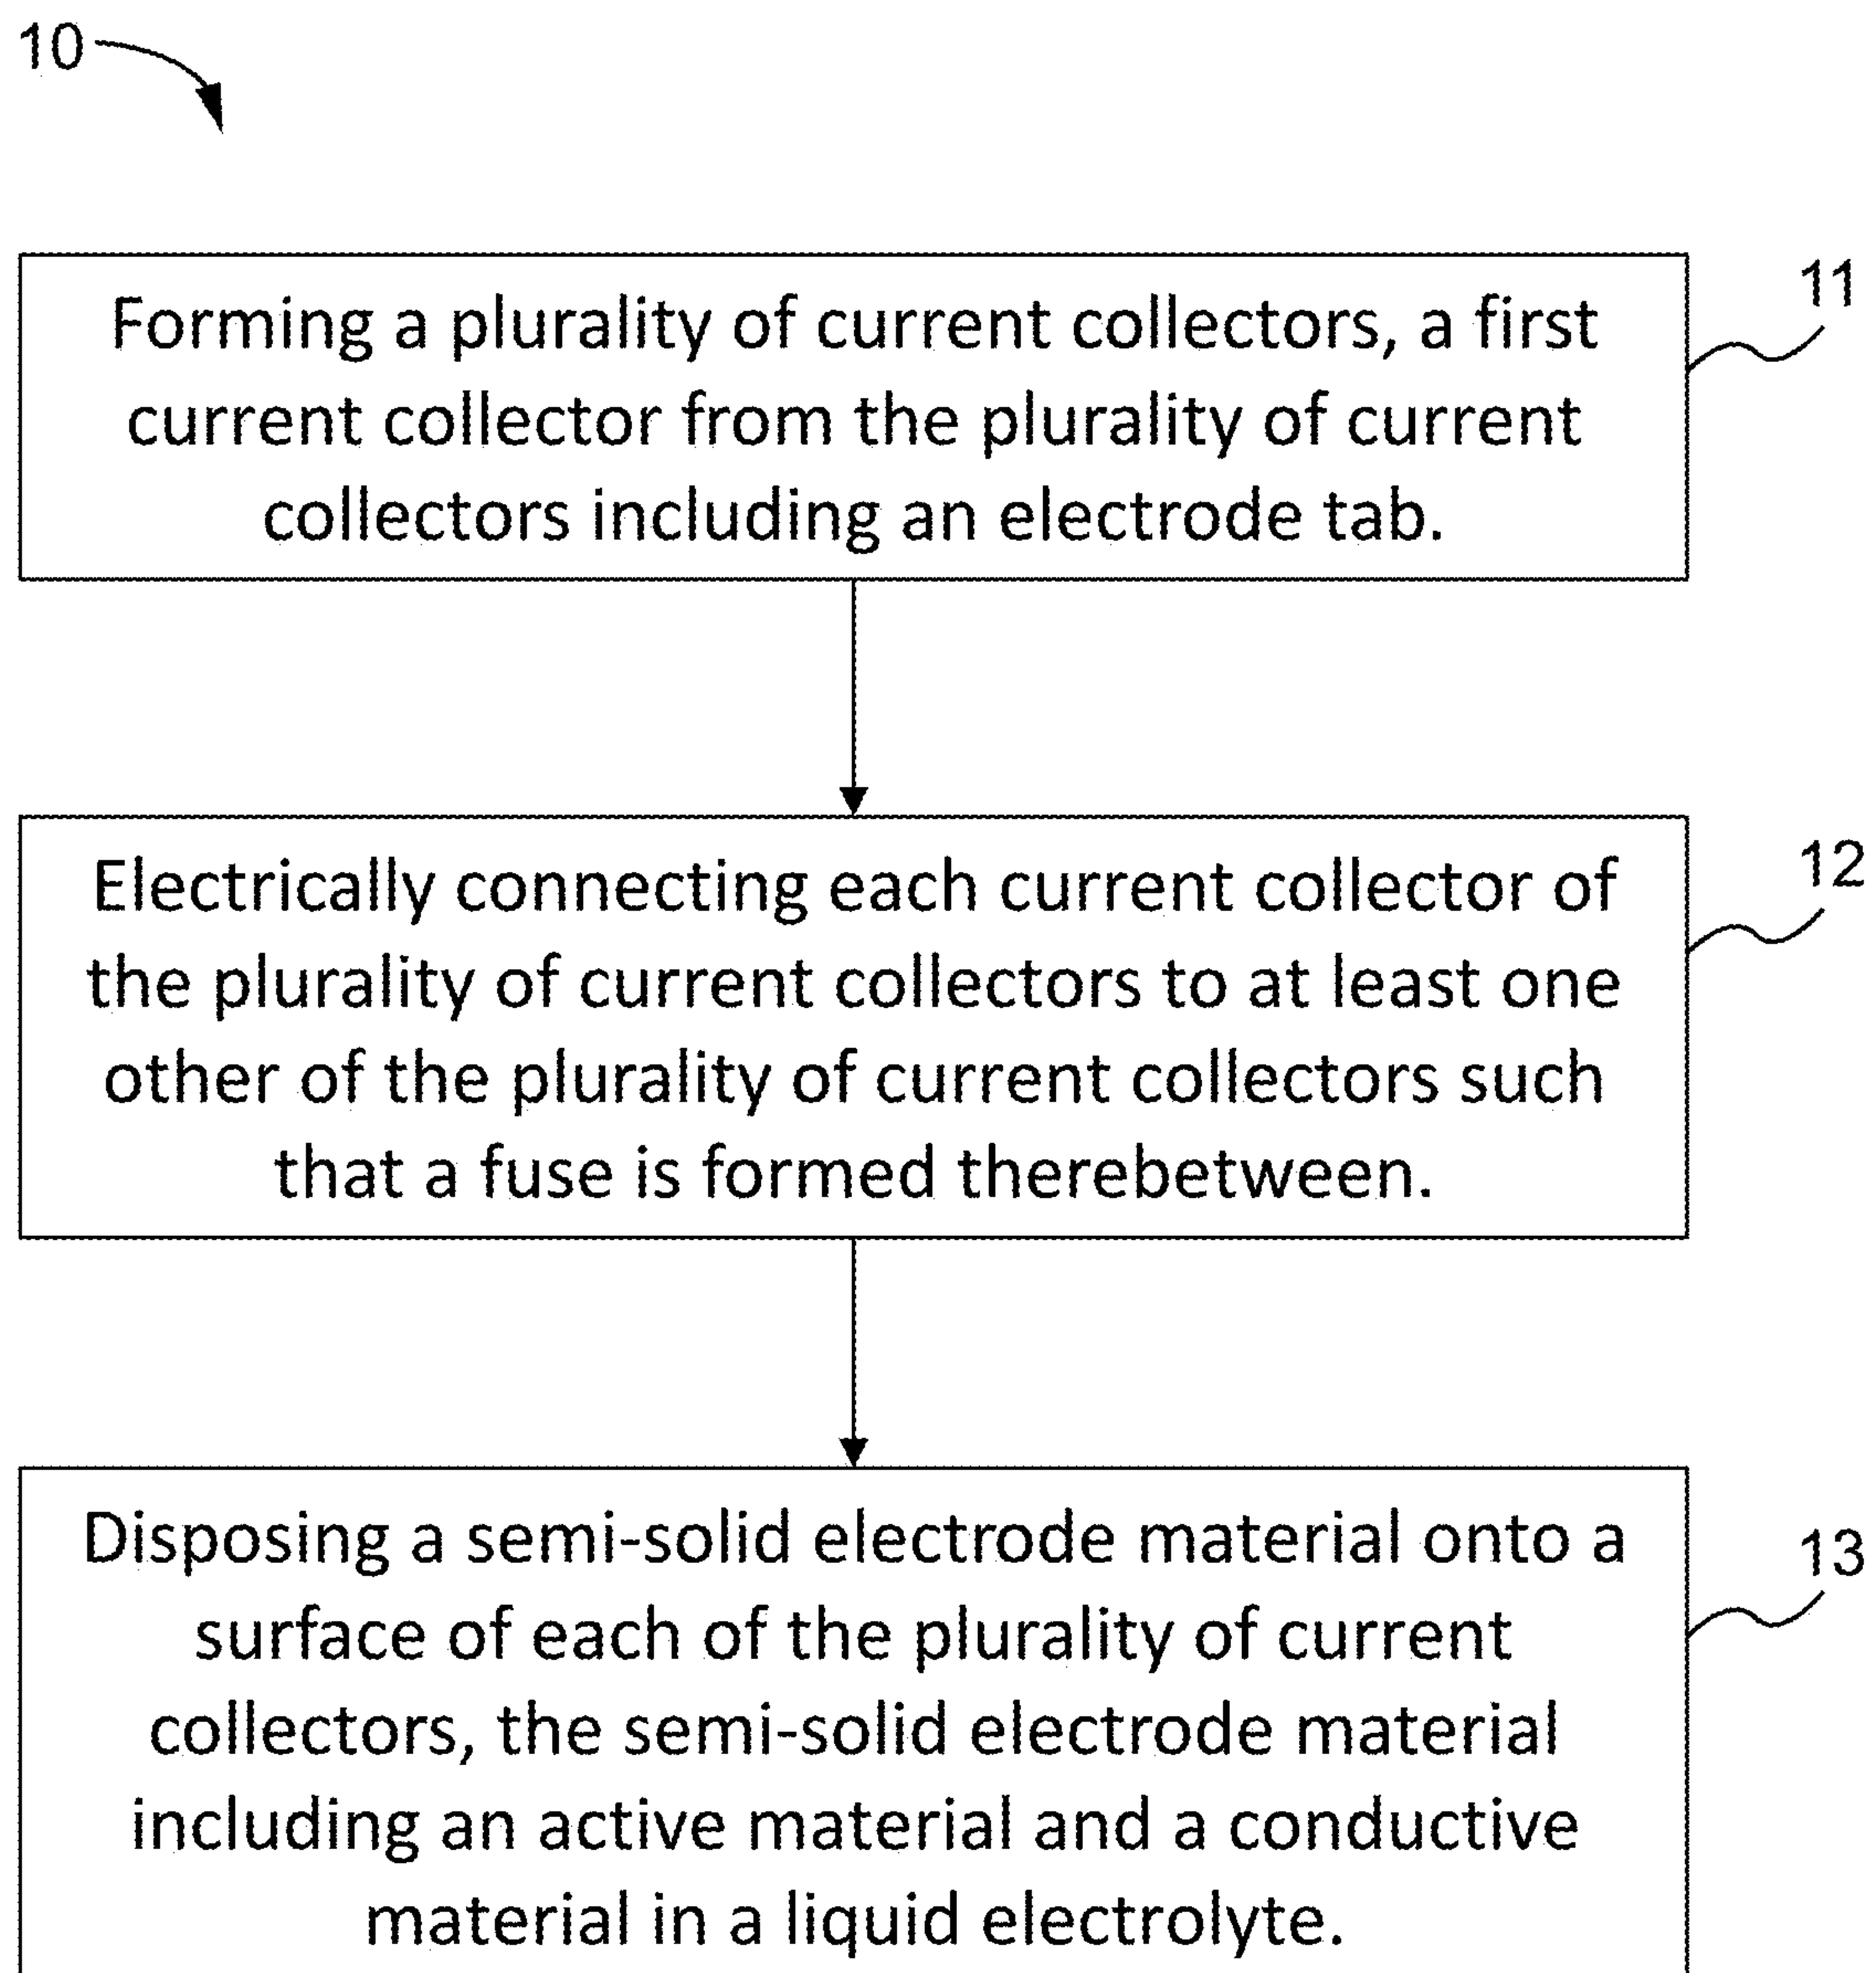 10
11
Forming a plurality of current collectors, a first
current collector from the plurality of current
collectors including an electrode tab.
12
Electrically connecting each current collector of
the plurality of current collectors to at least one
other of the plurality of current collectors such
that a fuse is formed therebetween.
13
Disposing a semi-solid electrode material onto a
surface of each of the plurality of current
collectors, the semi-solid electrode material
including an active material and a conductive
material in a liquid electrolyte.